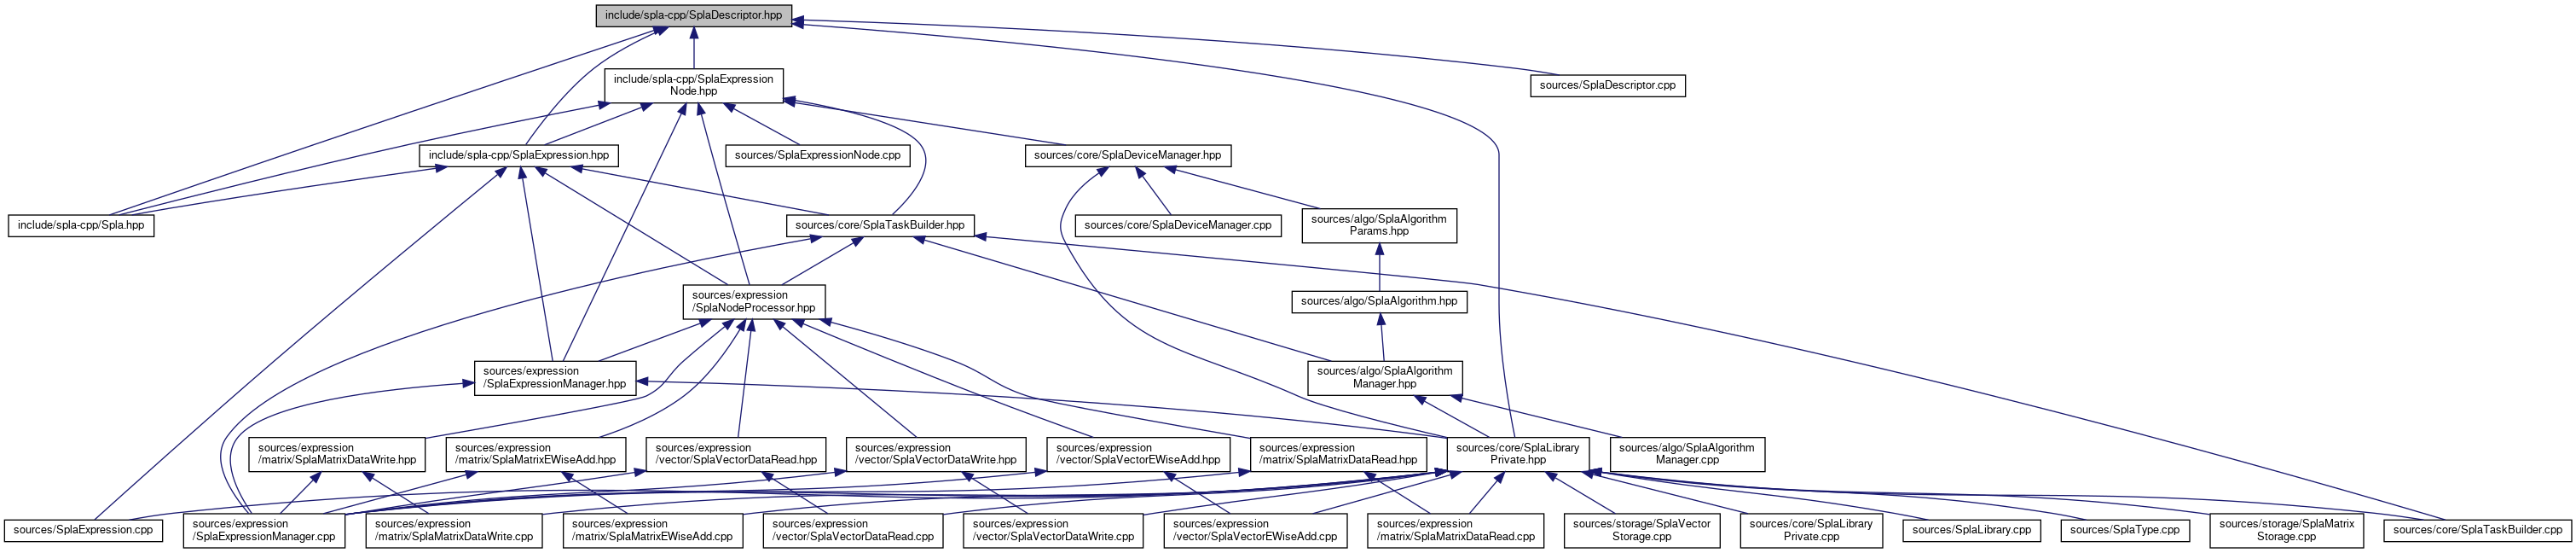 include/spla-cpp/SplaDescriptor.hpp
include/spla-cpp/SplaExpression
Node.hpp
sources/SplaDescriptor.cpp
include/spla-cpp/SplaExpression.hpp
sources/SplaExpressionNode.cpp
sources/core/SplaDeviceManager.hpp
include/spla-cpp/Spla.hpp
sources/core/SplaTaskBuilder.hpp
sources/core/SplaDeviceManager.cpp
sources/algo/SplaAlgorithm
Params.hpp
sources/expression
/SplaNodeProcessor.hpp
sources/algo/SplaAlgorithm.hpp
sources/expression
/SplaExpressionManager.hpp
sources/algo/SplaAlgorithm
Manager.hpp
sources/expression
/matrix/SplaMatrixDataWrite.hpp
sources/expression
/matrix/SplaMatrixEWiseAdd.hpp
sources/expression
/vector/SplaVectorDataRead.hpp
sources/expression
/vector/SplaVectorDataWrite.hpp
sources/expression
/vector/SplaVectorEWiseAdd.hpp
sources/expression
/matrix/SplaMatrixDataRead.hpp
sources/core/SplaLibrary
Private.hpp
sources/algo/SplaAlgorithm
Manager.cpp
sources/SplaExpression.cpp
sources/expression
/SplaExpressionManager.cpp
sources/expression
/matrix/SplaMatrixDataWrite.cpp
sources/expression
/matrix/SplaMatrixEWiseAdd.cpp
sources/expression
/vector/SplaVectorDataRead.cpp
sources/expression
/vector/SplaVectorDataWrite.cpp
sources/expression
/vector/SplaVectorEWiseAdd.cpp
sources/expression
/matrix/SplaMatrixDataRead.cpp
sources/storage/SplaVector
Storage.cpp
sources/core/SplaLibrary
Private.cpp
sources/SplaLibrary.cpp
sources/SplaType.cpp
sources/storage/SplaMatrix
Storage.cpp
sources/core/SplaTaskBuilder.cpp